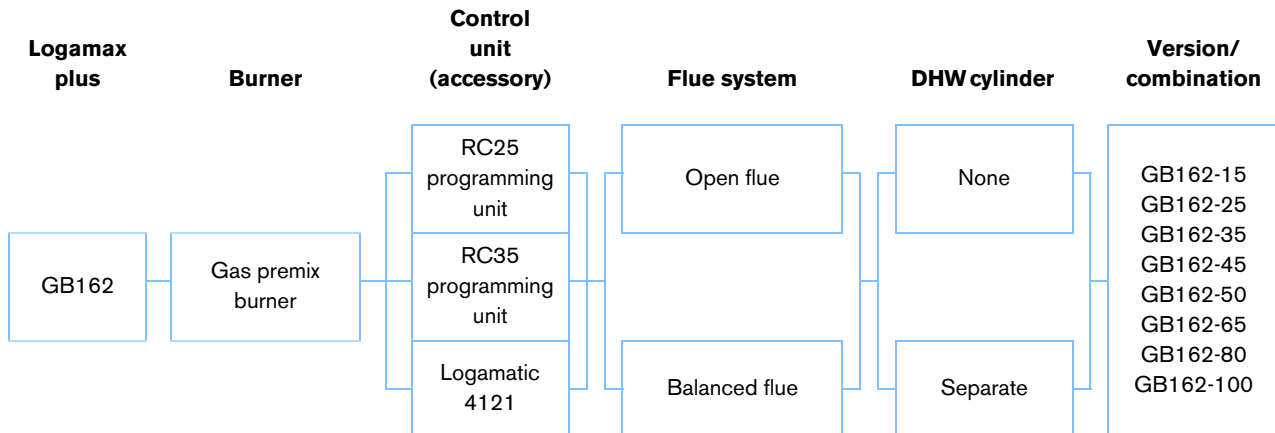 Logamax
plus
Burner
Control
unit
(accessory)
Flue system
DHW cylinder
Version/
combination
GB162
Gas premix
burner
RC25
programming
unit
RC35
programming
unit
Logamatic
4121
Open flue
Balanced flue
None
Separate
GB162-15
GB162-25
GB162-35
GB162-45
GB162-50
GB162-65
GB162-80
GB162-100